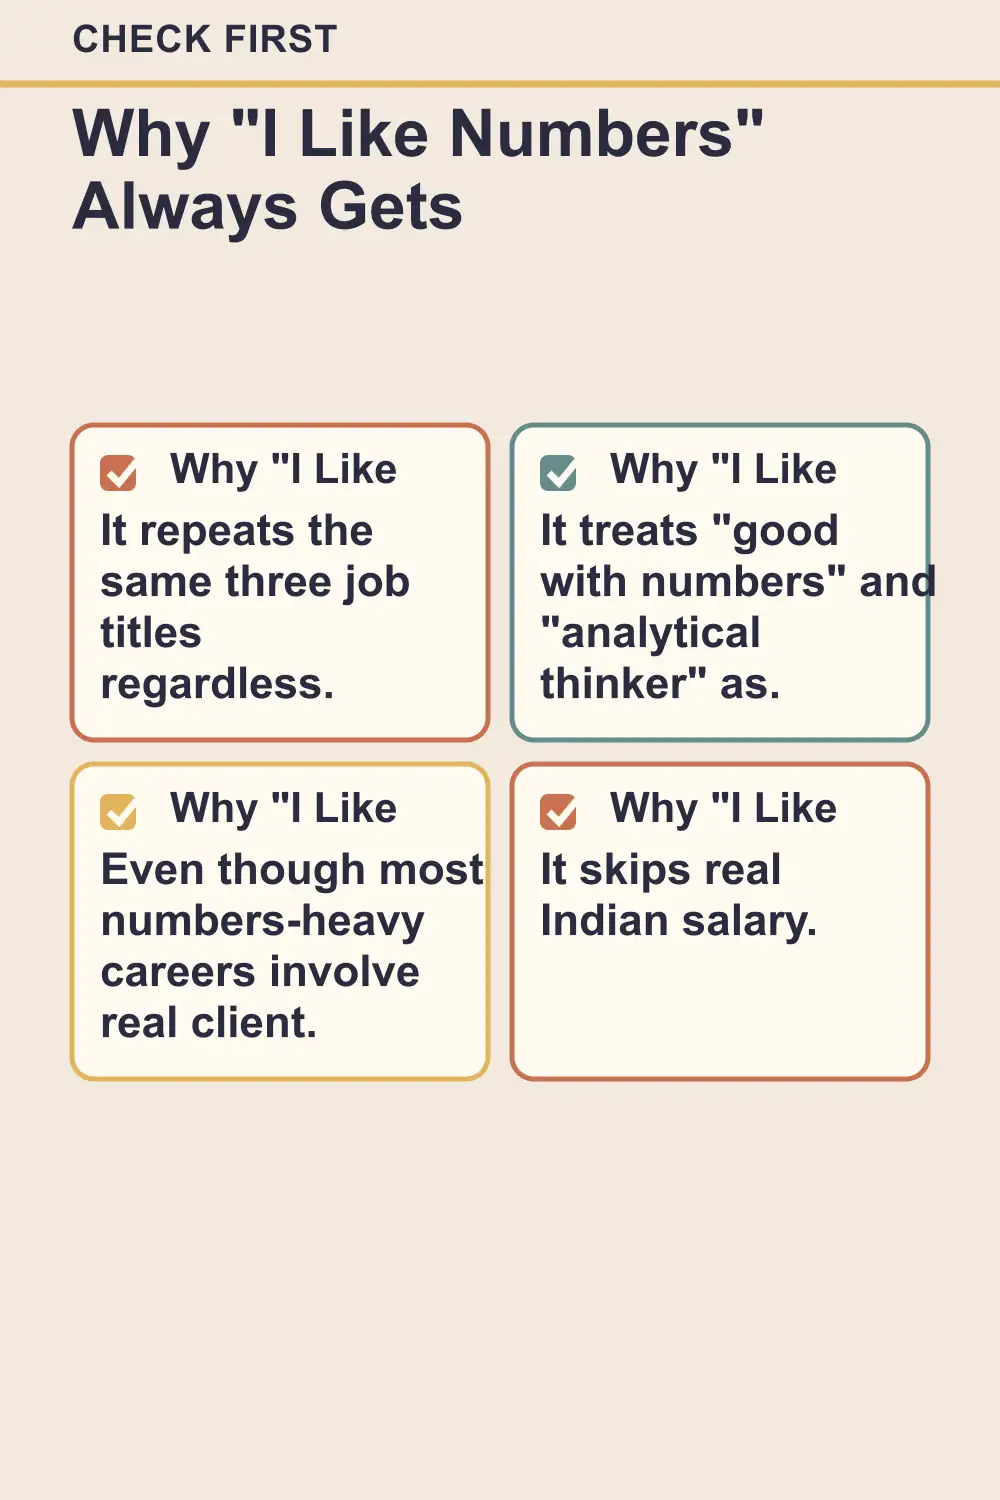 CHECK FIRST
Why "I Like Numbers"
Always Gets
Why "I Like
It repeats the
same three job
titles
regardless.
Why "I Like
It treats "good
with numbers" and
"analytical
thinker" as.
Why "I Like
Even though most
numbers-heavy
careers involve
real client.
Why "I Like
It skips real
Indian salary.